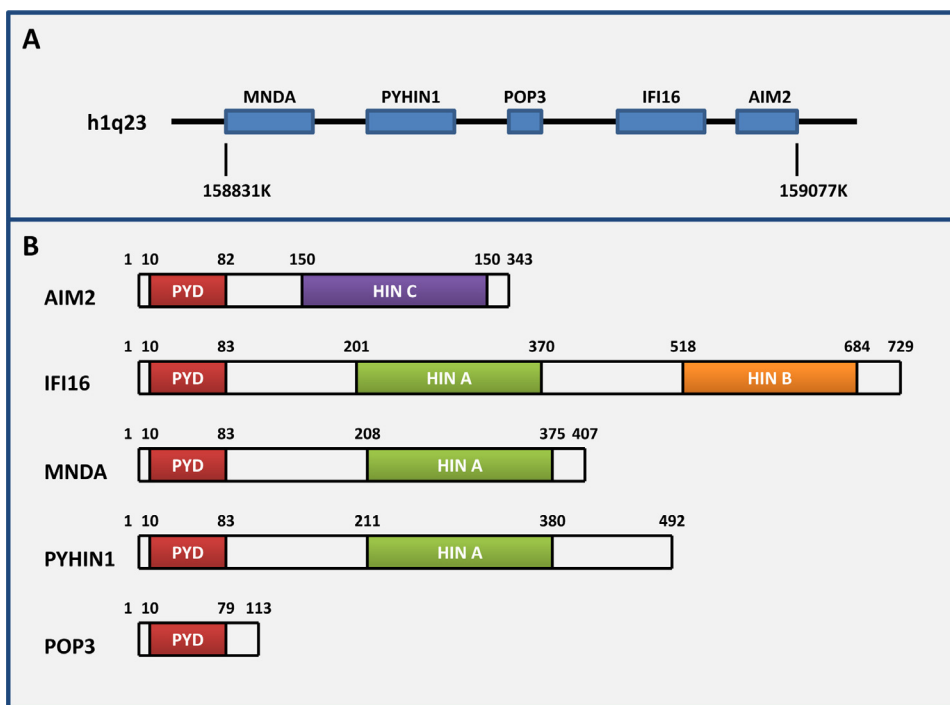 A
MNDA PYHIN1 POP3 IFI16 AIM2
h1q23
158831K 159077K
B
1 10 82 150 150 343
AIM2 PYD HIN C
1 10 83 201 370 518 684 729
IFI16 PYD HIN A HIN B
1 10 83 208 375 407
MNDA PYD HIN A
1 10 83 211 380 492
PYHIN1 PYD HIN A
1 10 79 113
POP3 PYD